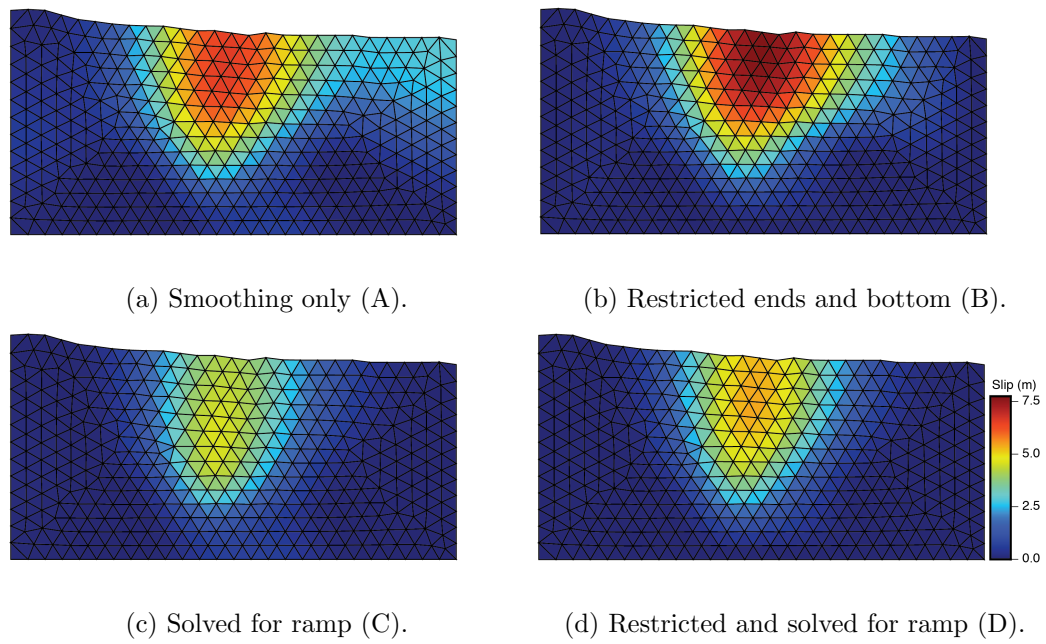 (a) Smoothing only (A).
(b) Restricted ends and bottom (B).
Slip (m)
7.5
5.0
2.5
0.0
(c) Solved for ramp (C).
(d) Restricted and solved for ramp (D).